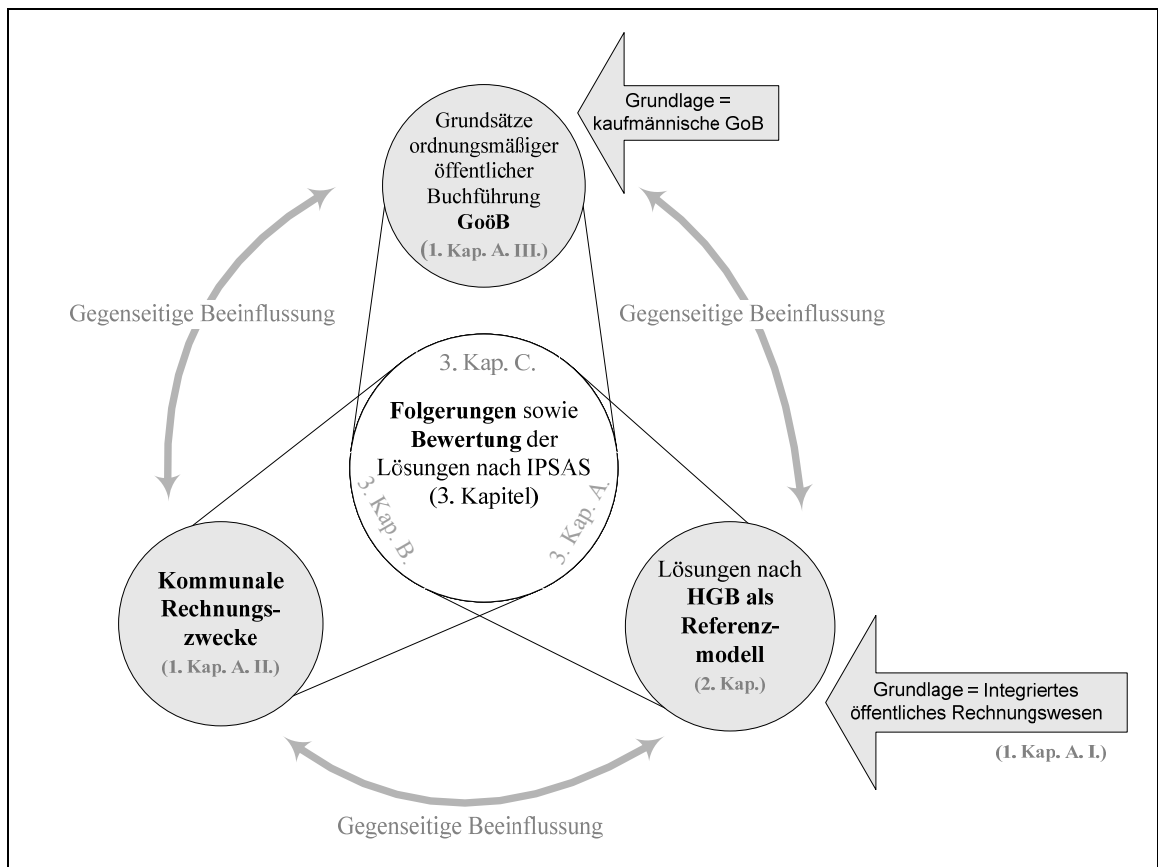 Grundsätze
ordnungsmäßiger
öffentlicher
Buchführung
GoöB
(1. Kap. A. III.)
Grundlage =
kaufmännische GoB
Gegenseitige Beeinflussung
Gegenseitige Beeinflussung
3. Kap. C.
Folgerungen sowie
Bewertung der
Lösungen nach IPSAS
(3. Kapitel)
3. Kap. B.
3. Kap. A.
Kommunale
Rechnungs-
zwecke
(1. Kap. A. II.)
Lösungen nach
HGB als
Referenz-
modell
(2. Kap.)
Grundlage = Integriertes
öffentliches Rechnungswesen
(1. Kap. A. I.)
Gegenseitige Beeinflussung